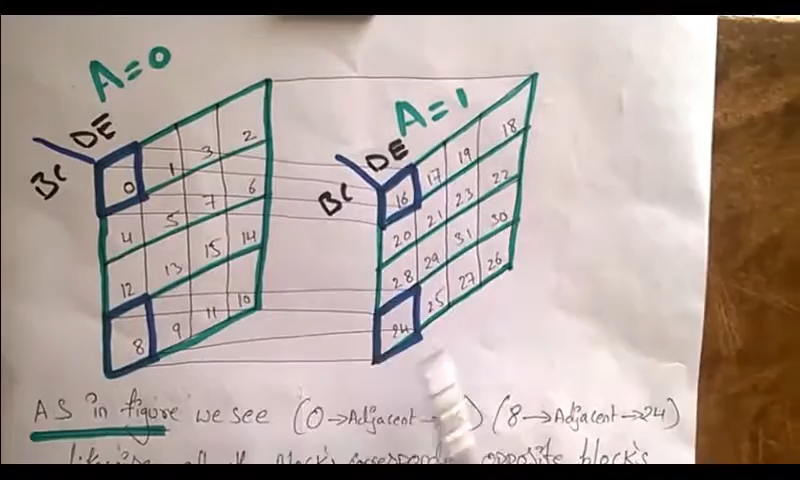 A=0
A=1
DE
BC
0 1 3 2
4 5 7 6
12 13 15 14
8 9 11 10
DE
BC
16 17 19 18
20 21 23 22
28 29 31 30
24 25 27 26
AS in figure we see (0→Adjacent→ ) (8→Adjacent→24)
opposite block's